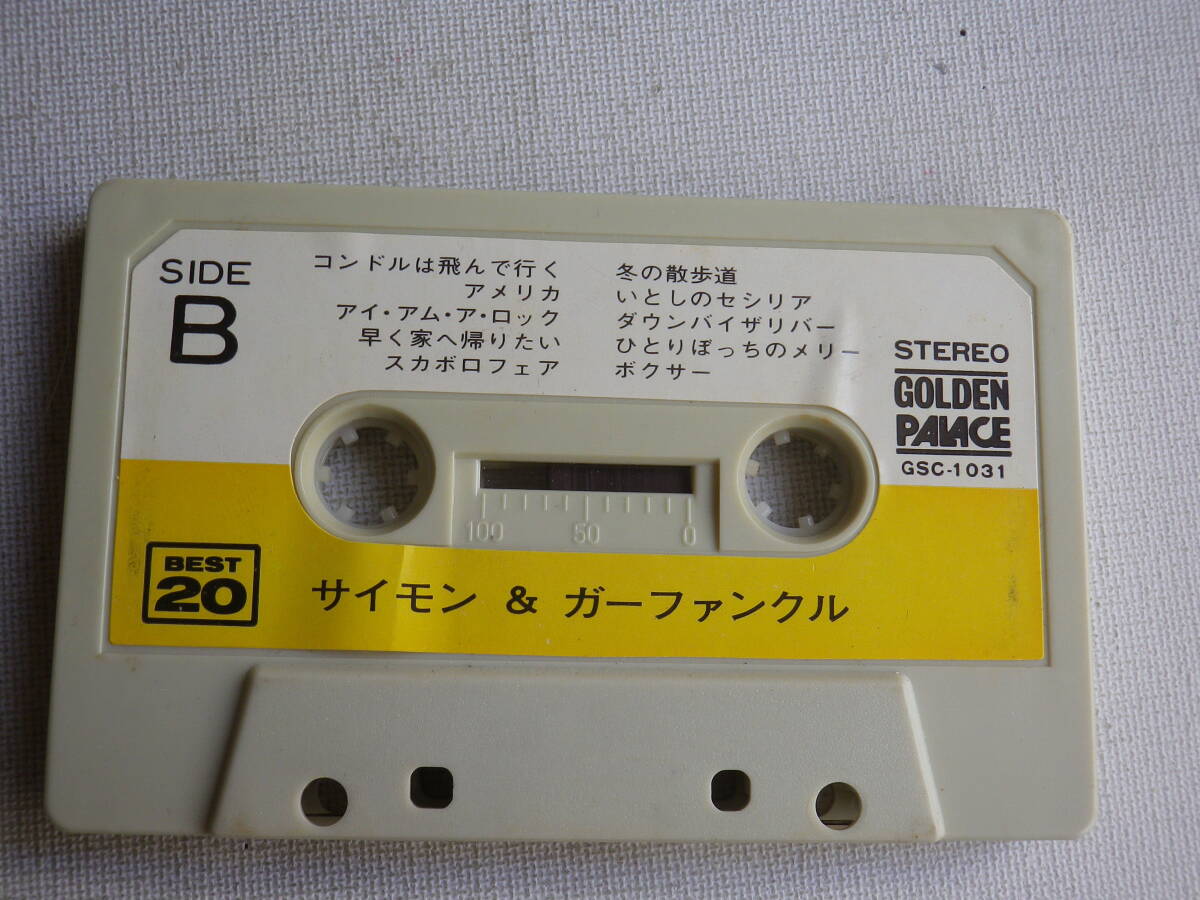 SIDE
B
コンドルは飛んで行く
アメリカ
アイ・アム・ア・ロック
早く家へ帰りたい
スカボロフェア
冬の散歩道
いとしのセシリア
ダウンバイザリバー
ひとりぼっちのメリー
ボクサー
STEREO
GOLDEN
PALACE
GSC-1031
100 50 0
BEST
20
サイモン & ガーファンクル